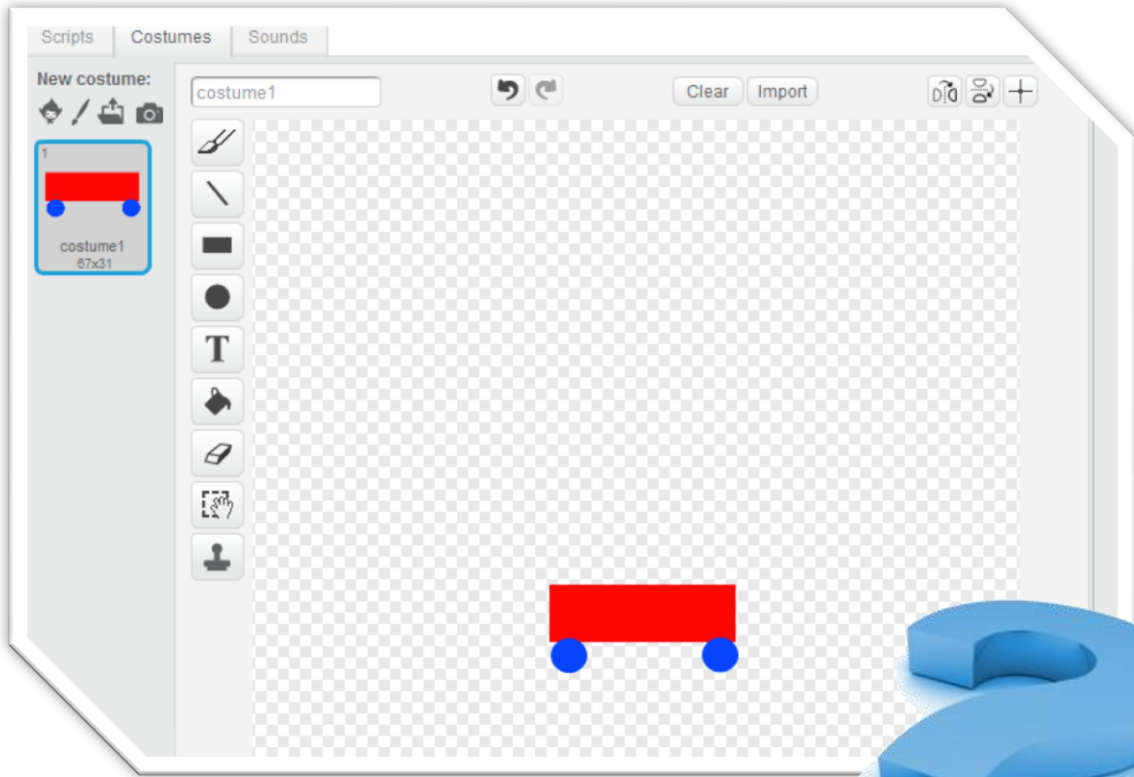 Scripts Costumes Sounds
New costume:
costume1
Clear Import
1
costume1
67x31
T